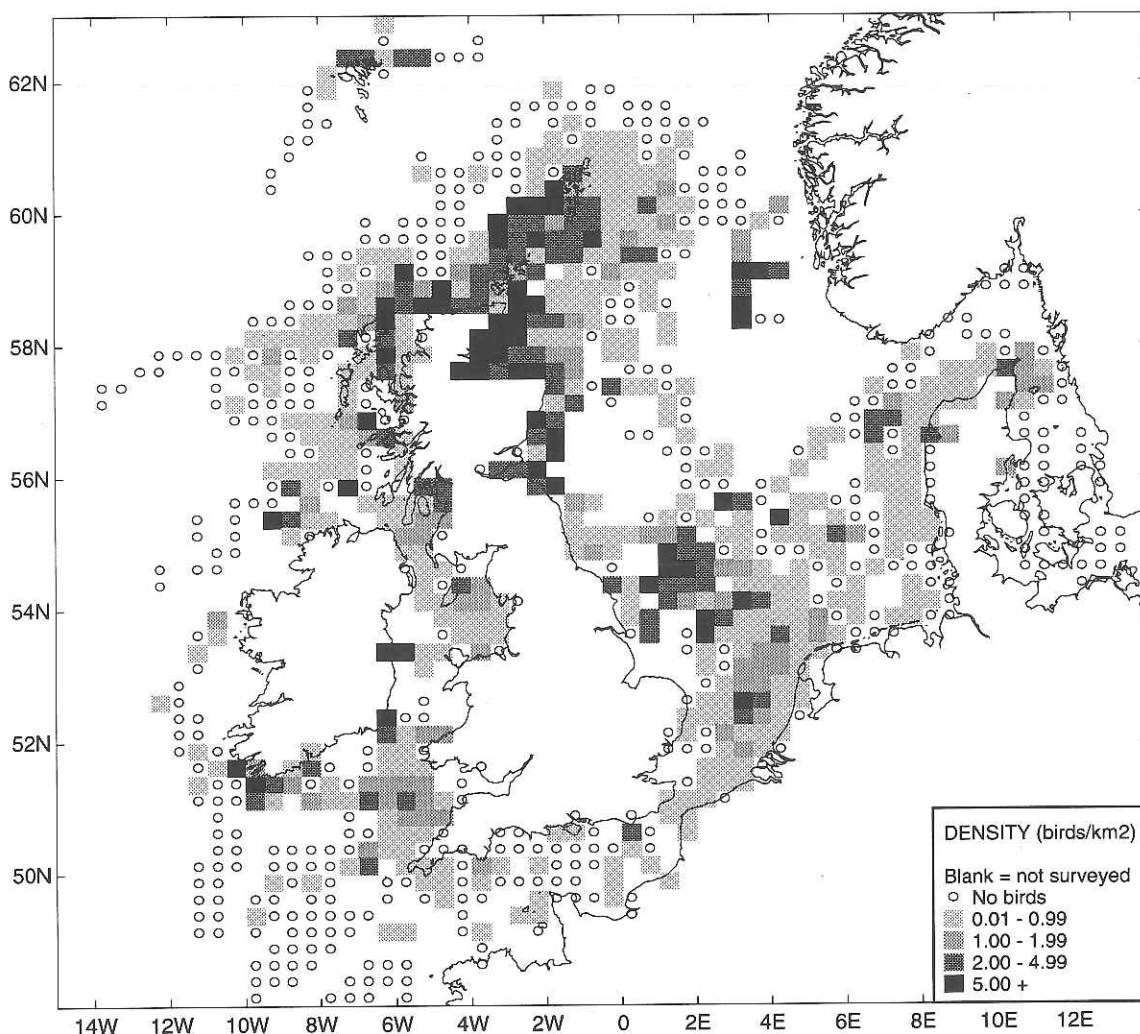 62N
60N
58N
56N
54N
52N
50N
DENSITY (birds/km2)
Blank = not surveyed
No birds
0.01 - 0.99
1.00 - 1.99
2.00 - 4.99
5.00 +
14W 12W 10W 8W 6W 4W 2W 0 2E 4E 6E 8E 10E 12E